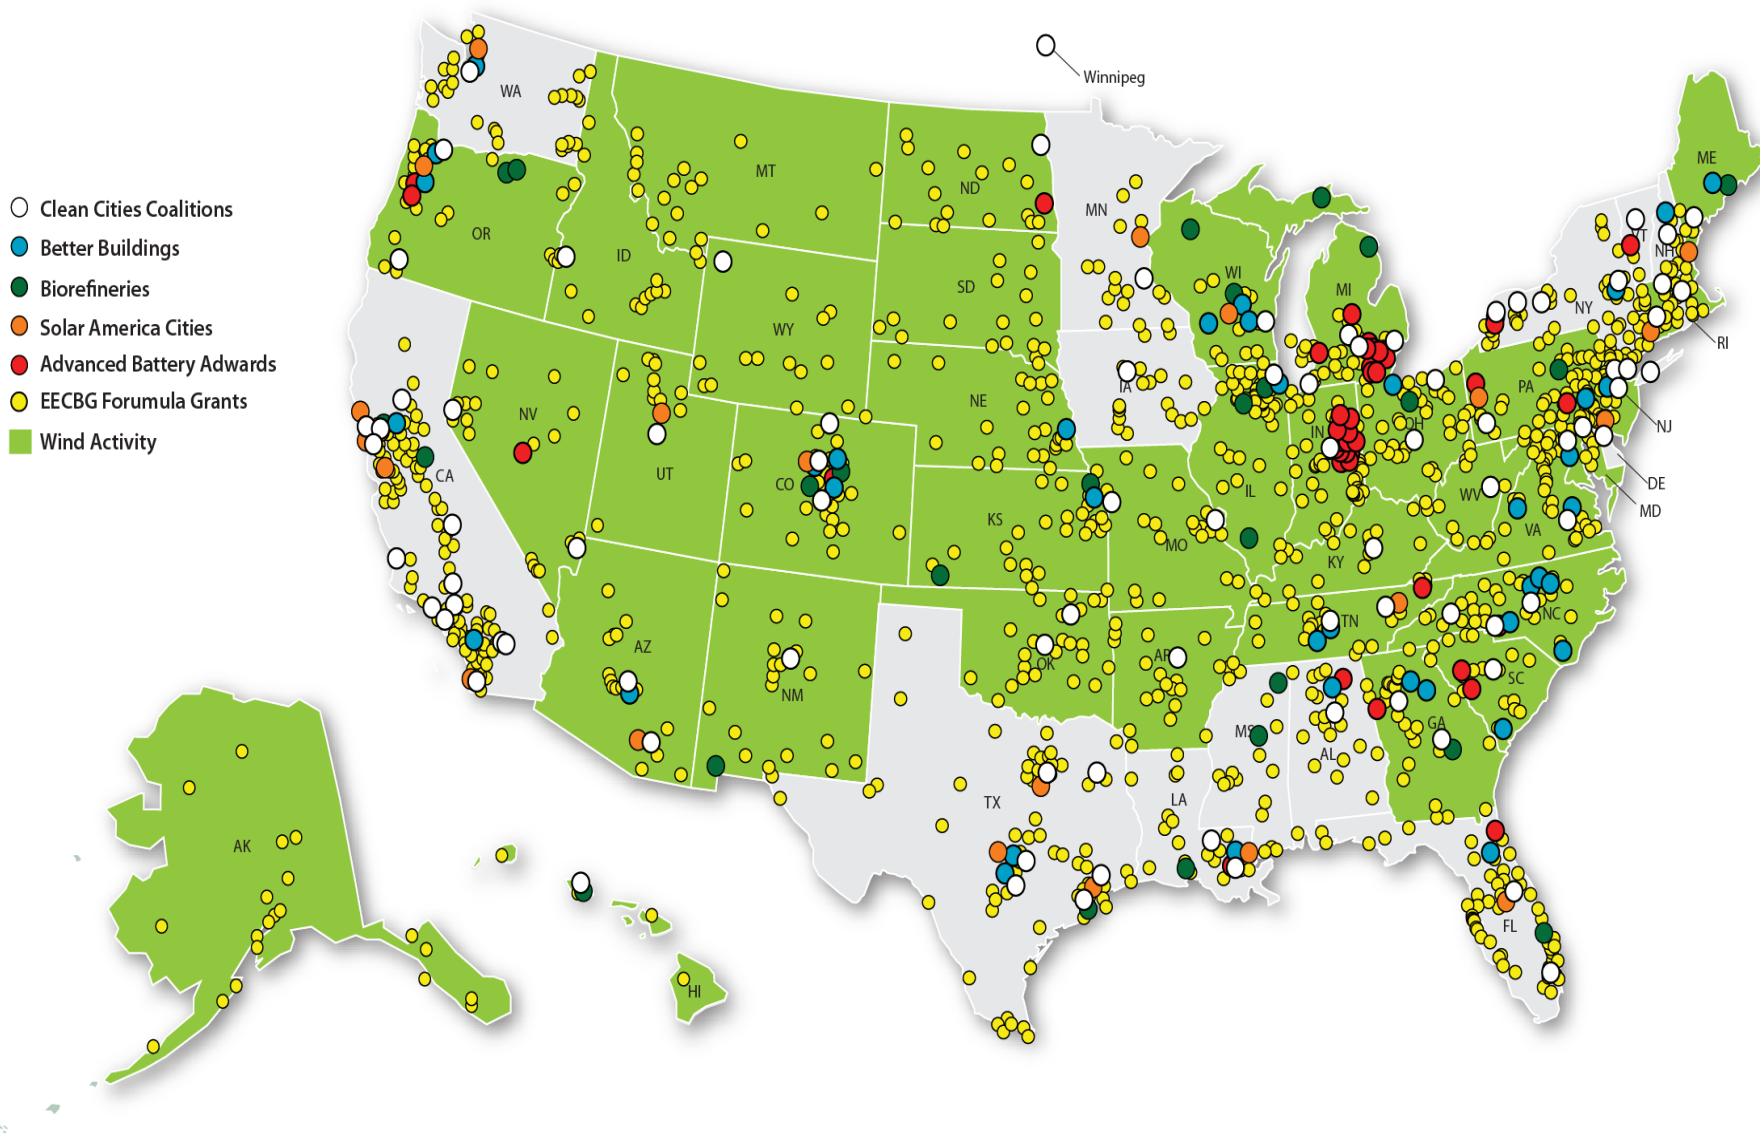 Winnipeg
WA
MT
ND
MN
ME
VT
NH
OR
ID
SD
WI
MI
NY
RI
WY
Clean Cities Coalitions
Better Buildings
Biorefineries
Solar America Cities
Advanced Battery Adwards
EECBG Forumula Grants
Wind Activity
IA
PA
NJ
NE
NV
IN
OH
CA
UT
CO
IL
WV
DE
MD
KS
MO
VA
KY
TN
NC
AZ
NM
OK
AR
SC
MS
AL
GA
TX
LA
AK
FL
HI